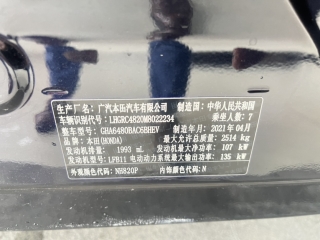 生产厂名：广汽本田汽车有限公司 制造国：中华人民共和国
车辆识别代号：LHGRC4820M8022234 乘坐人数：7
整车型号：GHA6480BAC6BHEV 制造年月：2021年04月
品牌：本田(HONDA) 最大允许总质量：2514 kg
发动机排量：1993 mL 发动机最大净功率：107 kW
发动机型号：LFB11 电动动力系统最大输出功率：135 kW
外观颜色：NH820P 内饰颜色：N